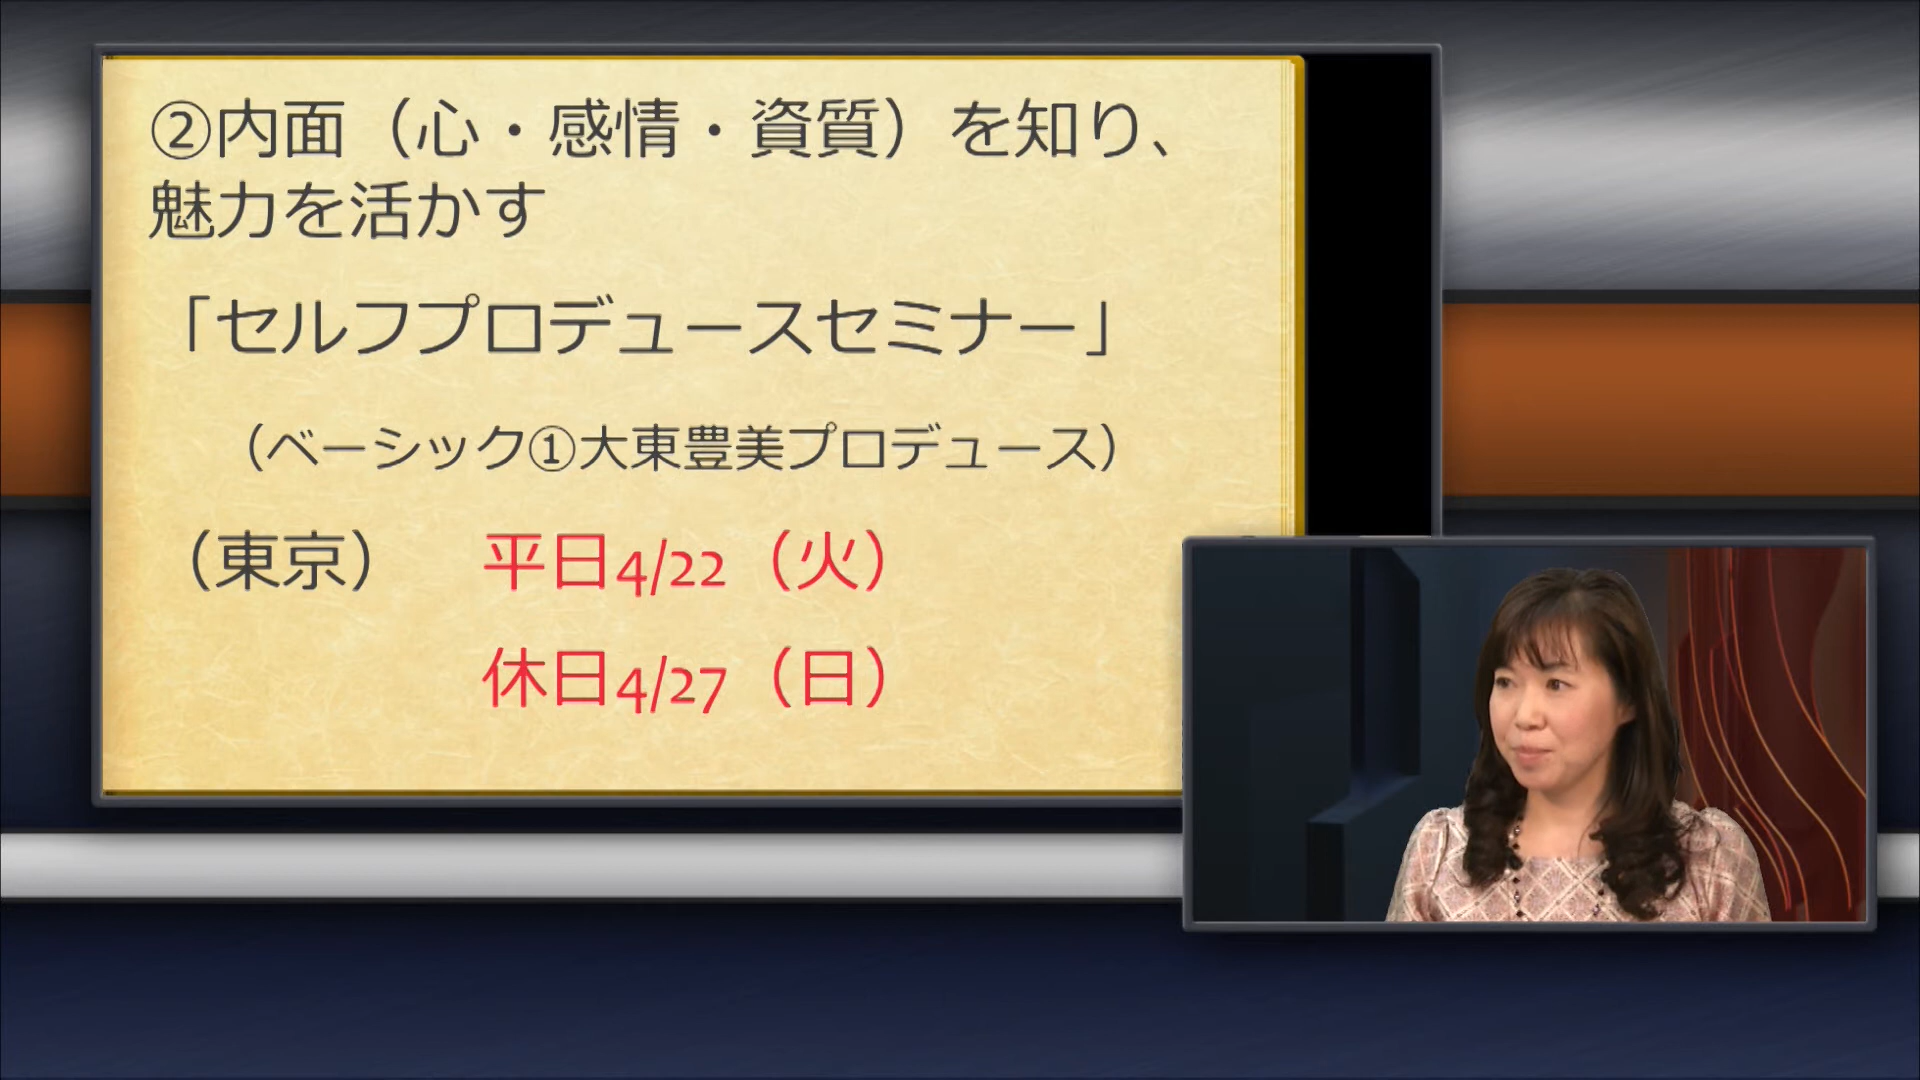 ②内面（心・感情・資質）を知り、
魅力を活かす
「セルフプロデュースセミナー」
（ベーシック①大東豊美プロデュース）
（東京） 平日4/22（火）
休日4/27（日）